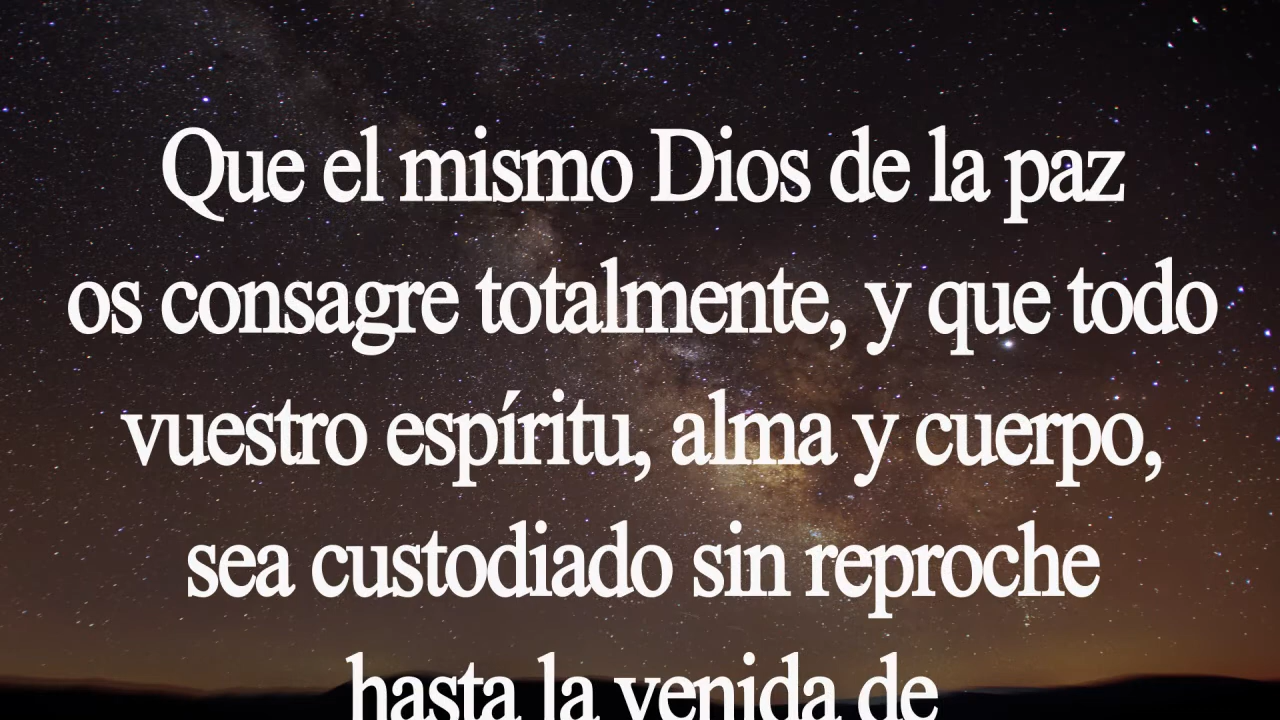 Que el mismo Dios de la paz
os consagre totalmente, y que todo
vuestro espíritu, alma y cuerpo,
sea custodiado sin reproche
hasta la venida de